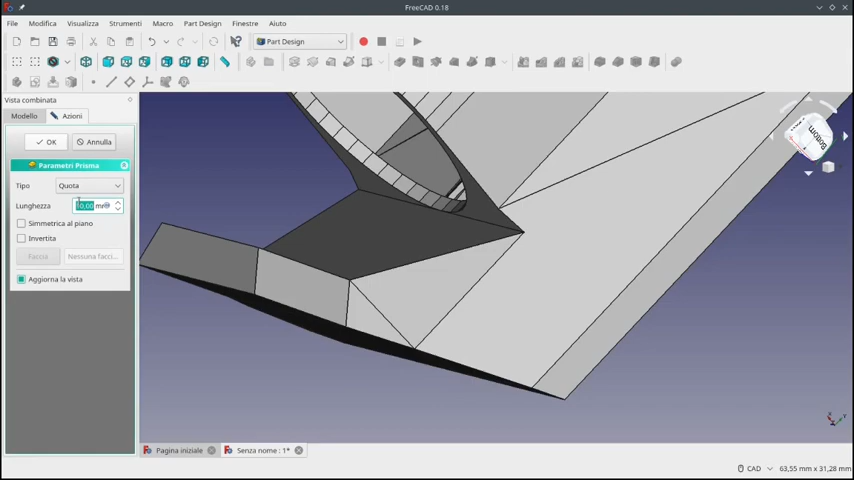 FreeCAD 0.18
File Modifica Visualizza Strumenti Macro Part Design Finestre Aiuto
Part Design
Vista combinata
Modello Azioni
OK Annulla
Parametri Prisma
Tipo Quota
Lunghezza
Simmetrica al piano
Invertita
Faccia Nessuna facci...
Aggiorna la vista
Bottom
Pagina iniziale Senza nome : 1*
CAD 63,55 mm x 31,28 mm